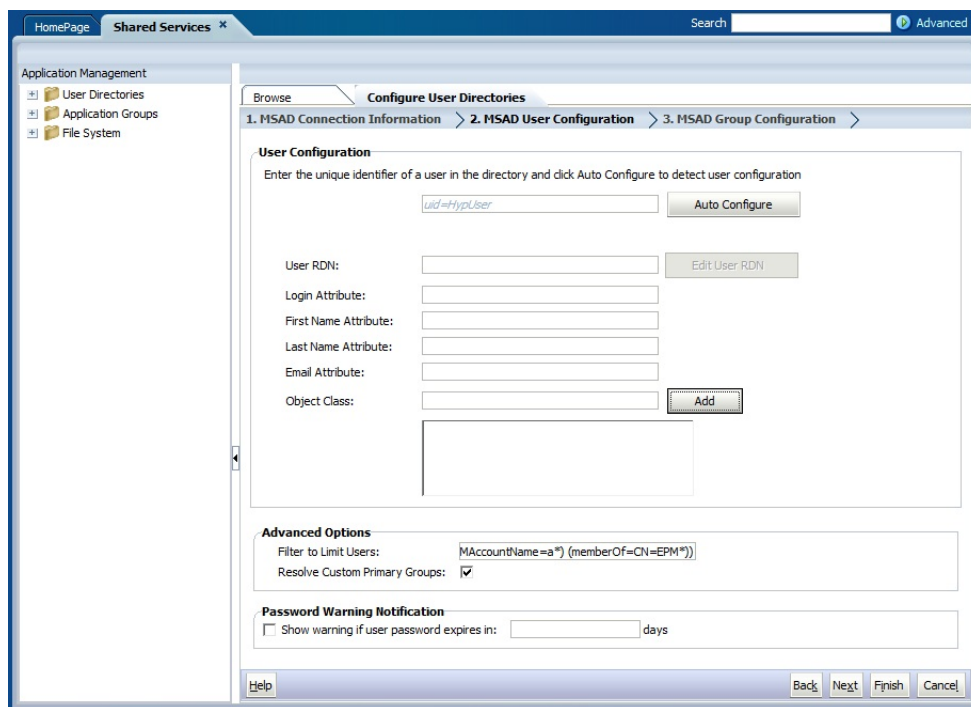 HomePage
Shared Services ×
Search
Advanced
Application Management
User Directories
Application Groups
File System
Browse
Configure User Directories
1. MSAD Connection Information
2. MSAD User Configuration
3. MSAD Group Configuration
User Configuration
Enter the unique identifier of a user in the directory and click Auto Configure to detect user configuration
uid=HypUser
Auto Configure
User RDN:
Edit User RDN
Login Attribute:
First Name Attribute:
Last Name Attribute:
Email Attribute:
Object Class:
Add
Advanced Options
Filter to Limit Users:
MAccountName=a*) (memberOf=CN=EPM*))
Resolve Custom Primary Groups:
Password Warning Notification
Show warning if user password expires in:
days
Help
Back
Next
Finish
Cancel